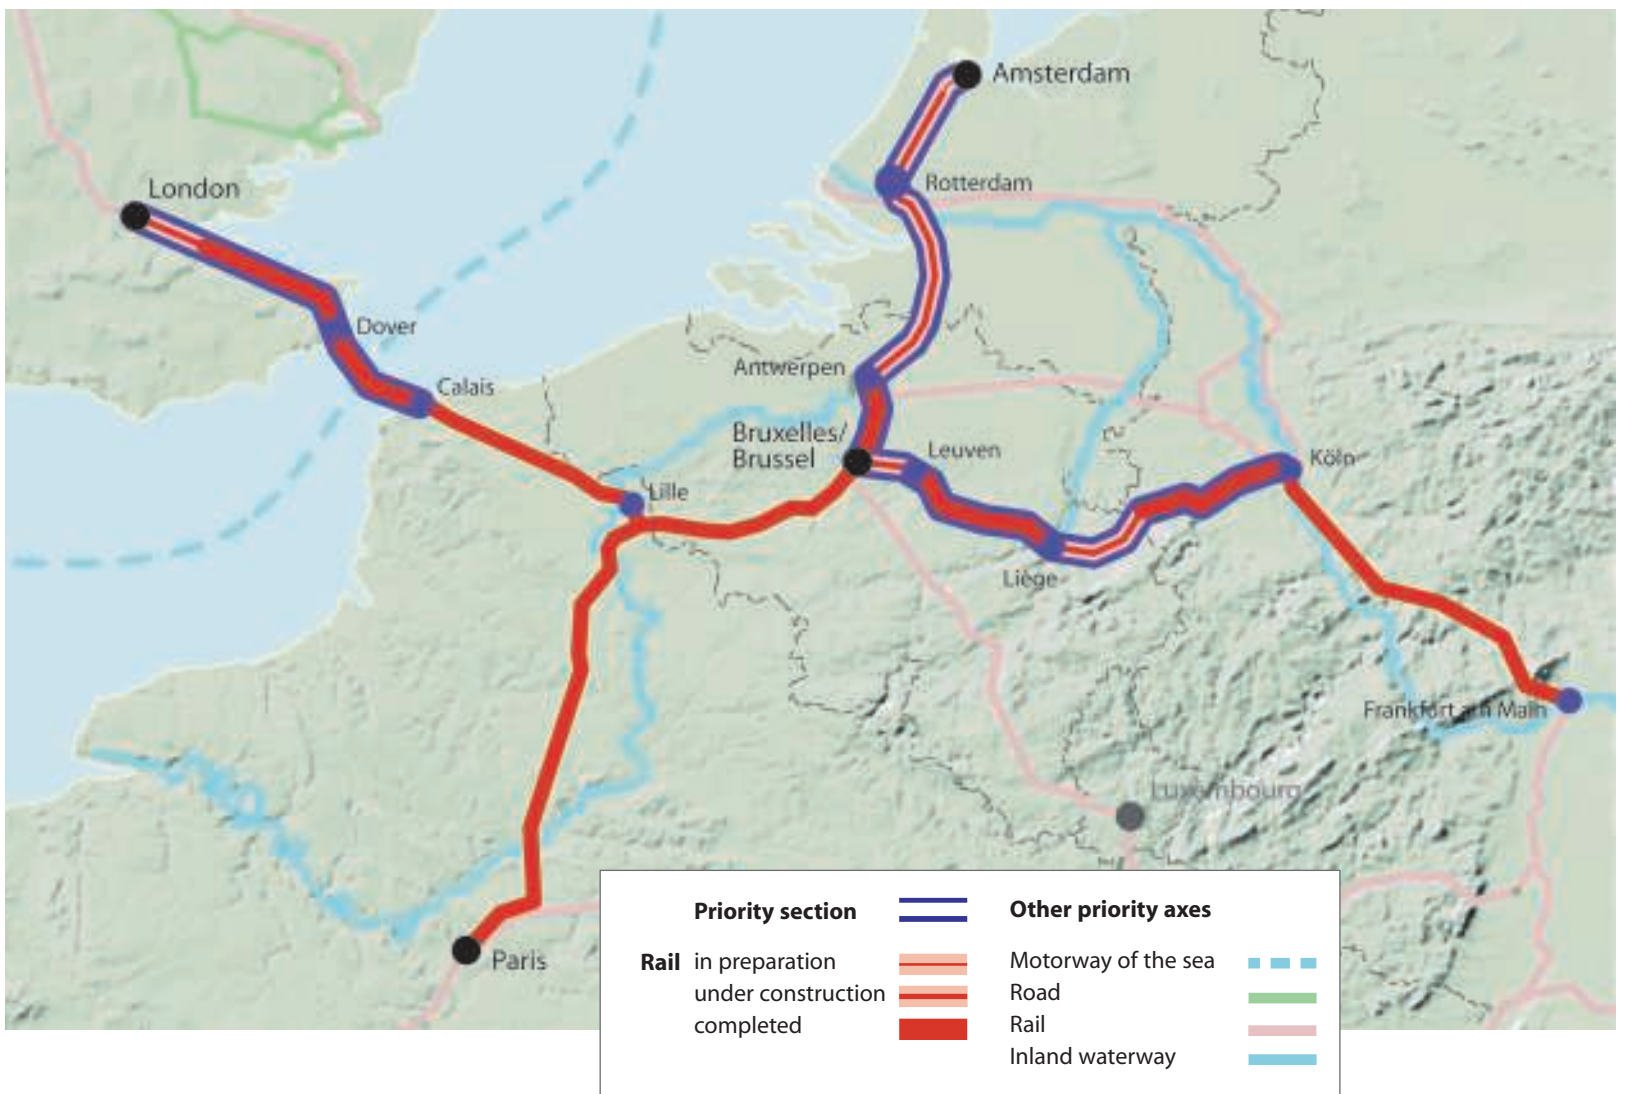 Amsterdam
London
Rotterdam
Dover
Antwerpen
Calais
Bruxelles/
Brussel
Leuven
Köln
Lille
Liège
Frankfort am Main
Luxembourg
Paris
Priority section
Other priority axes
Rail in preparation
Motorway of the sea
under construction
Road
completed
Rail
Inland waterway